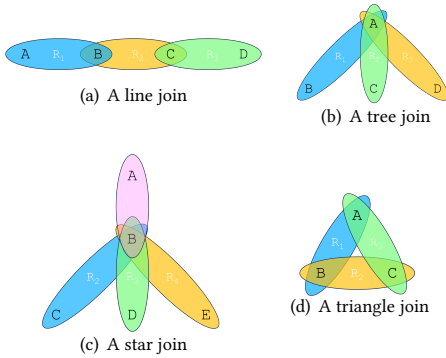 A R₁ B R₂ C R₃ D
(a) A line join
A
R₁ R₂ R₃
B C D
(b) A tree join
A
B
R₂ R₃ R₄
C D E
(c) A star join
A
R₁ R₃
B R₂ C
(d) A triangle join